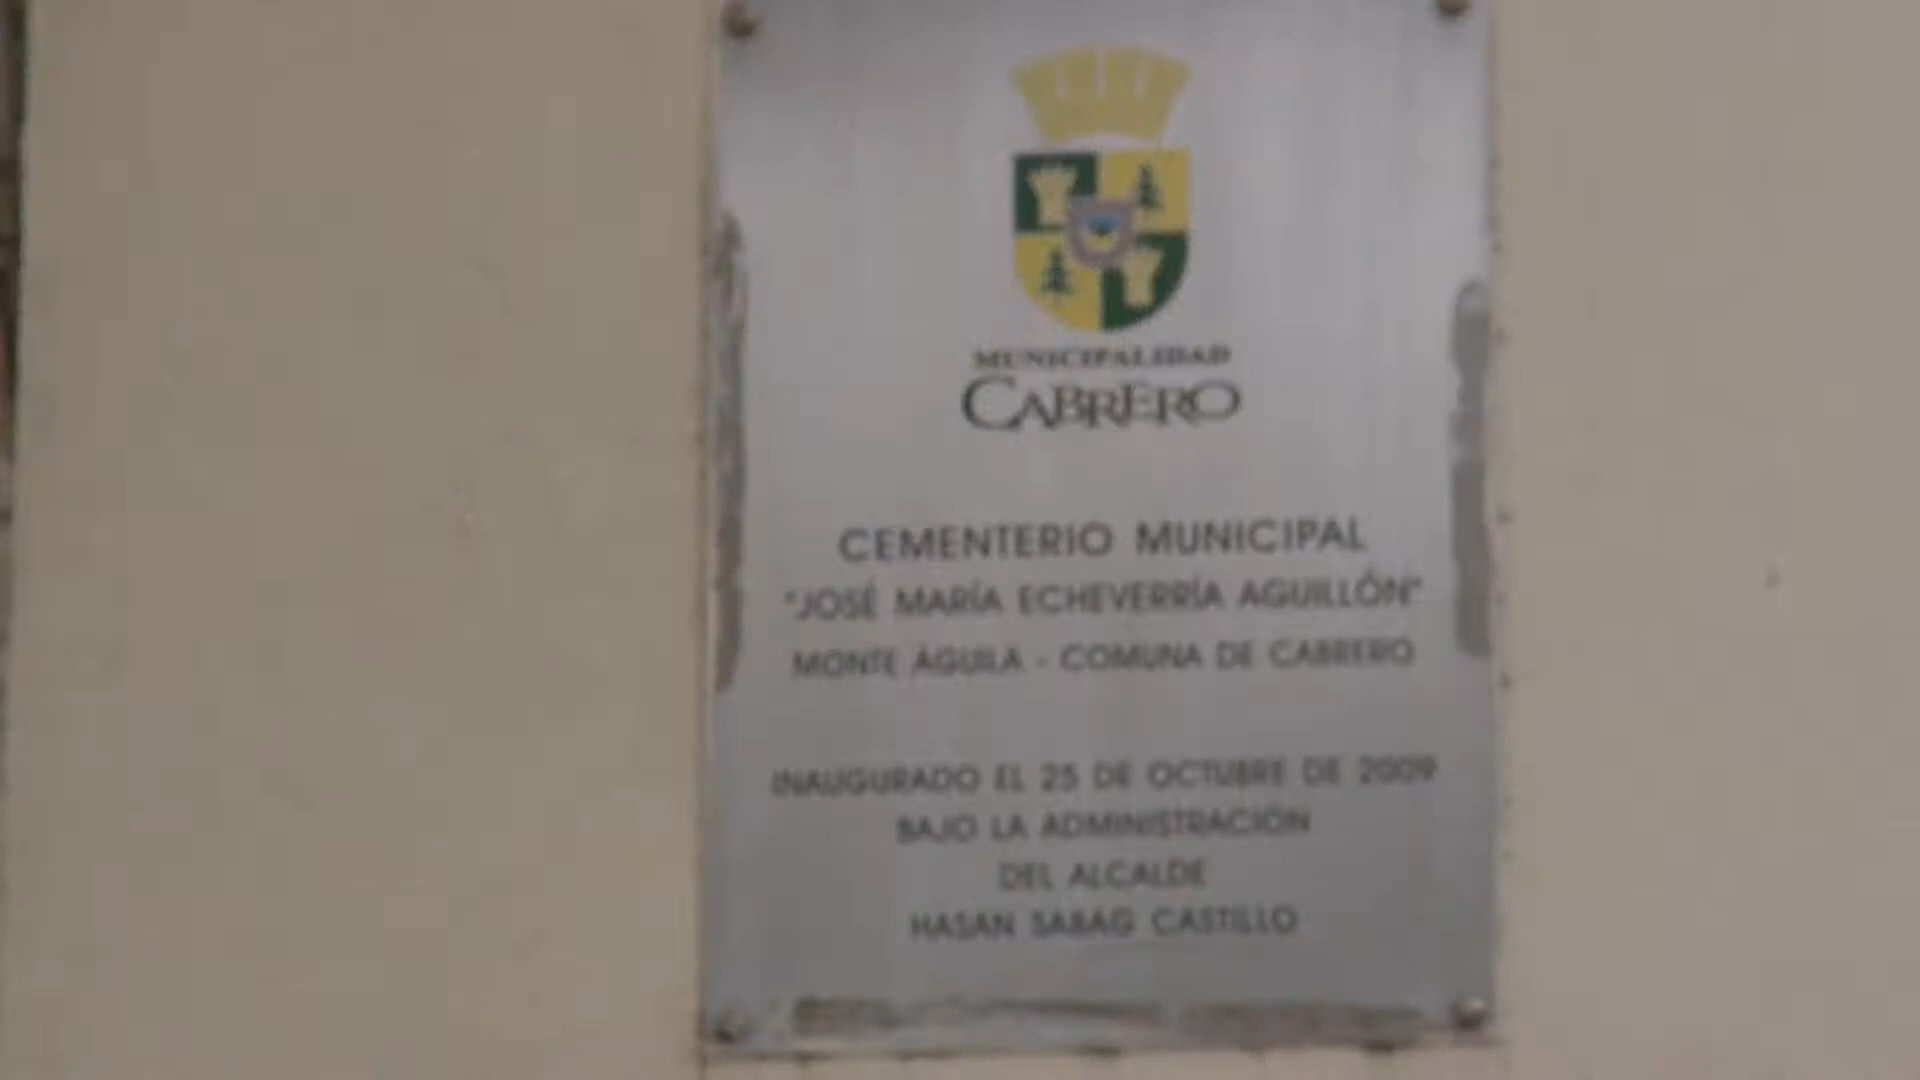 MUNICIPALIDAD
CABRERO
CEMENTERIO MUNICIPAL
"JOSÉ MARÍA ECHEVERRÍA AGUILLÓN"
MONTE ÁGUILA - COMUNA DE CABRERO
INAUGURADO EL 25 DE OCTUBRE DE 2009
BAJO LA ADMINISTRACIÓN
DEL ALCALDE
HASAN SABAG CASTILLO